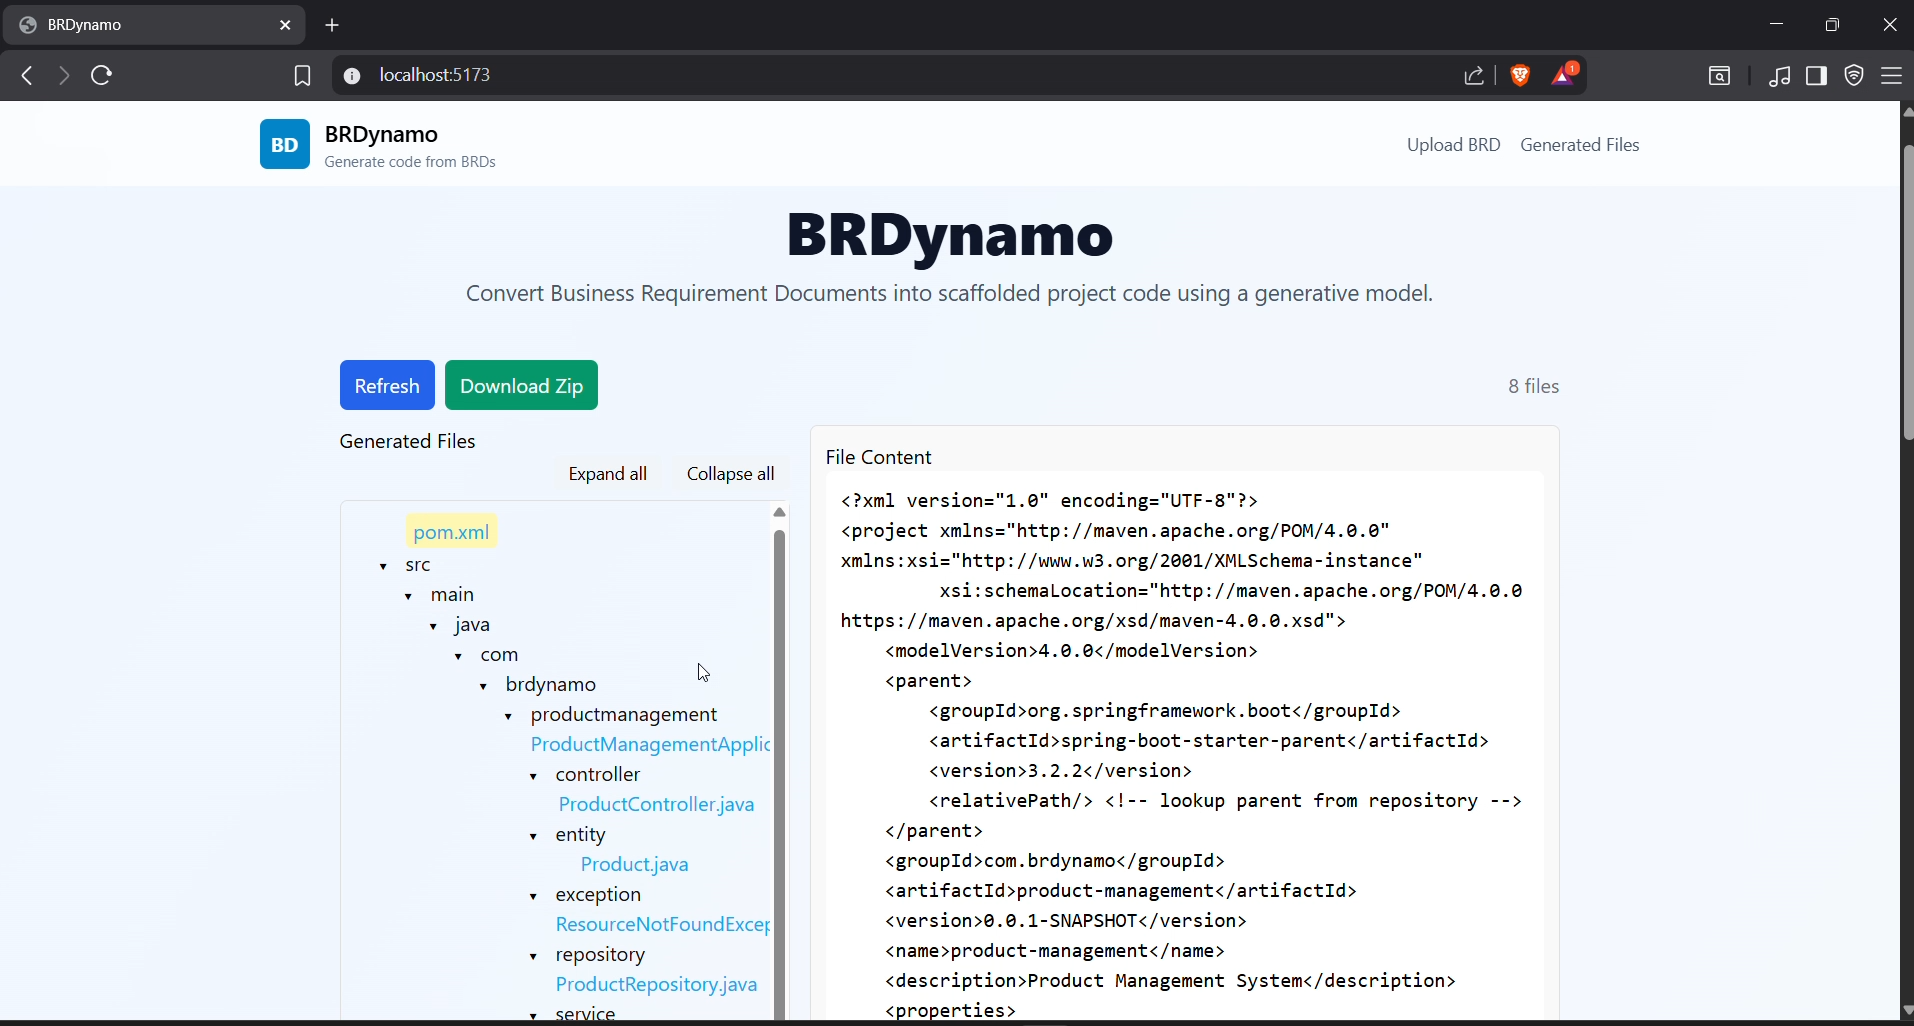 BRDynamo
localhost:5173
1
BD
BRDynamo
Generate code from BRDs
Upload BRD
Generated Files
BRDynamo
Convert Business Requirement Documents into scaffolded project code using a generative model.
Refresh
Download Zip
8 files
Generated Files
Expand all
Collapse all
pom.xml
src
main
java
com
brdynamo
productmanagement
ProductManagementApplic
controller
ProductController.java
entity
Product.java
exception
ResourceNotFoundExcep
repository
ProductRepository.java
service
File Content
<?xml version="1.0" encoding="UTF-8"?>
<project xmlns="http://maven.apache.org/POM/4.0.0"
xmlns:xsi="http://www.w3.org/2001/XMLSchema-instance"
xsi:schemaLocation="http://maven.apache.org/POM/4.0.0
https://maven.apache.org/xsd/maven-4.0.0.xsd">
<modelVersion>4.0.0</modelVersion>
<parent>
<groupId>org.springframework.boot</groupId>
<artifactId>spring-boot-starter-parent</artifactId>
<version>3.2.2</version>
<relativePath/> <!-- lookup parent from repository -->
</parent>
<groupId>com.brdynamo</groupId>
<artifactId>product-management</artifactId>
<version>0.0.1-SNAPSHOT</version>
<name>product-management</name>
<description>Product Management System</description>
<properties>